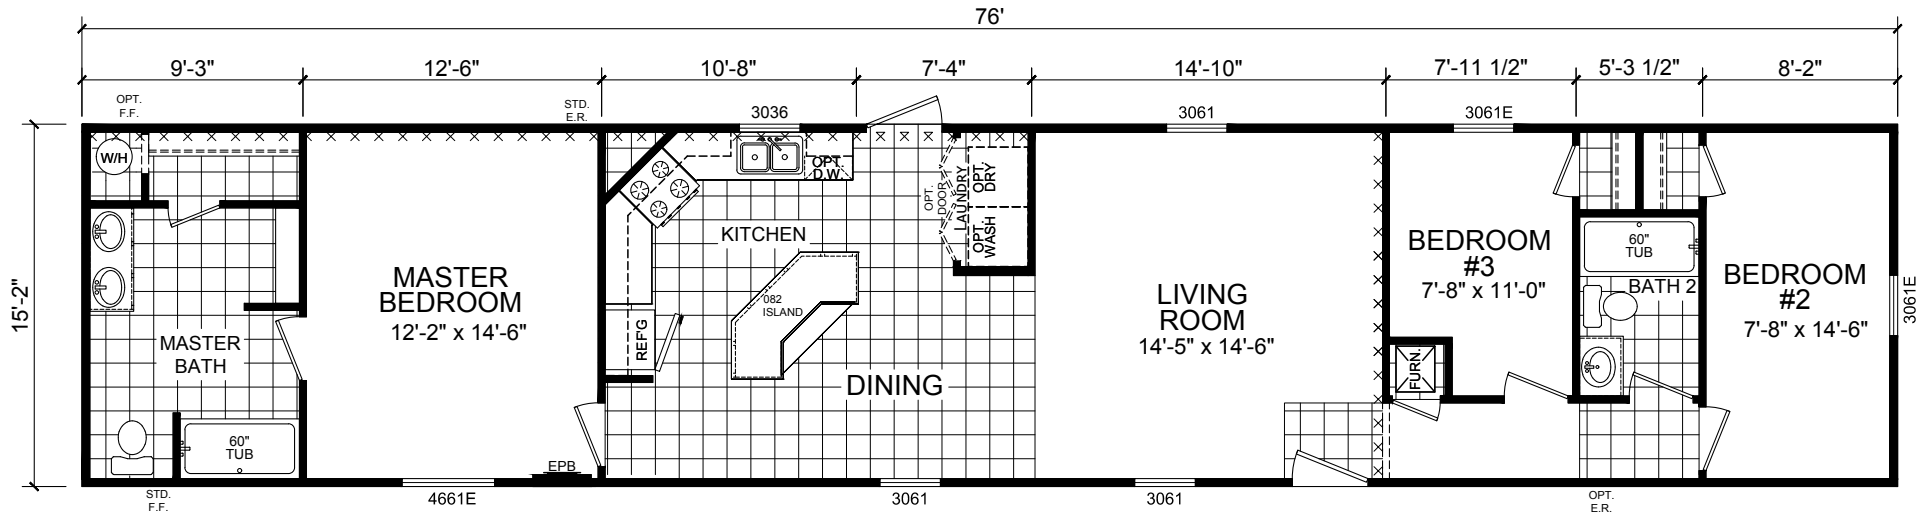 76'
9'-3"
12'-6"
10'-8"
7'-4"
14'-10"
7'-11 1/2"
5'-3 1/2"
8'-2"
OPT.
F.F.
STD.
E.R.
3036
3061
3061E
W/H
OPT.
D.W.
OPT.
DOOR
LAUNDRY
OPT.
DRY
OPT.
WASH
KITCHEN
082
ISLAND
REF'G
MASTER
BEDROOM
12'-2" x 14'-6"
MASTER
BATH
60"
TUB
DINING
LIVING
ROOM
14'-5" x 14'-6"
BEDROOM
#3
7'-8" x 11'-0"
FURN.
60"
TUB
BATH 2
BEDROOM
#2
7'-8" x 14'-6"
3061E
15'-2"
EPB
STD.
F.F.
4661E
3061
3061
OPT.
E.R.